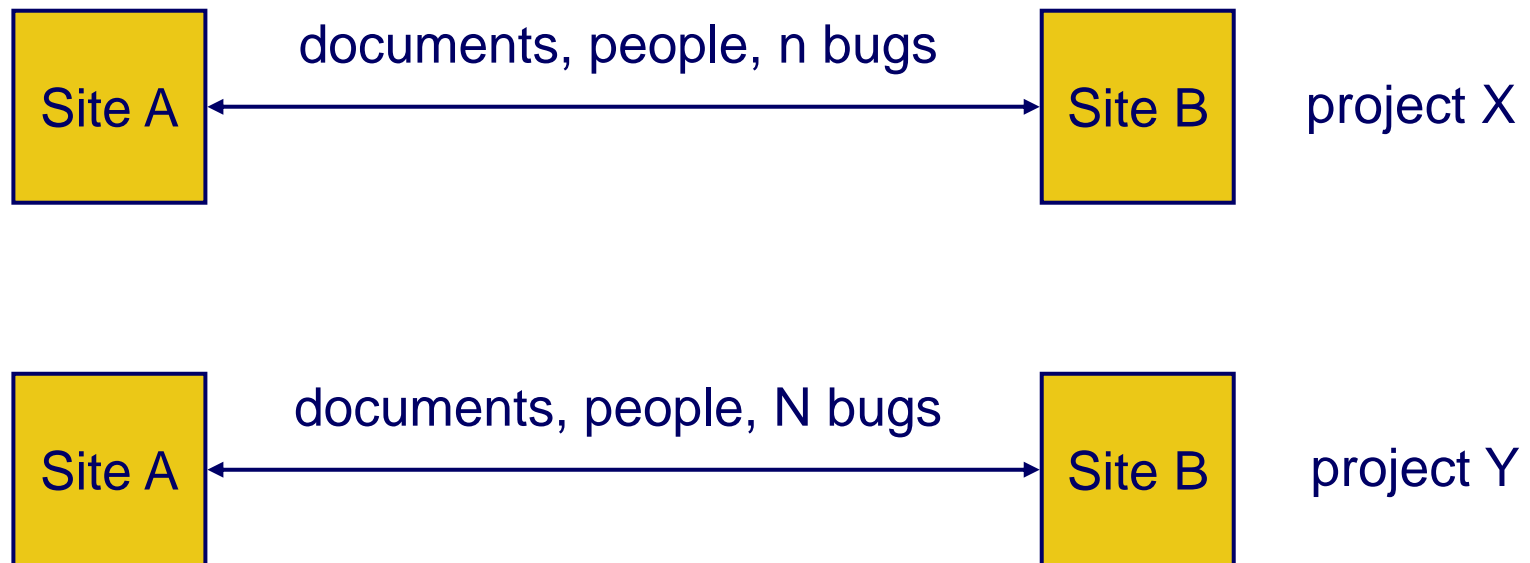 documents, people, n bugs
Site A
Site B
project X
documents, people, N bugs
Site A
Site B
project Y